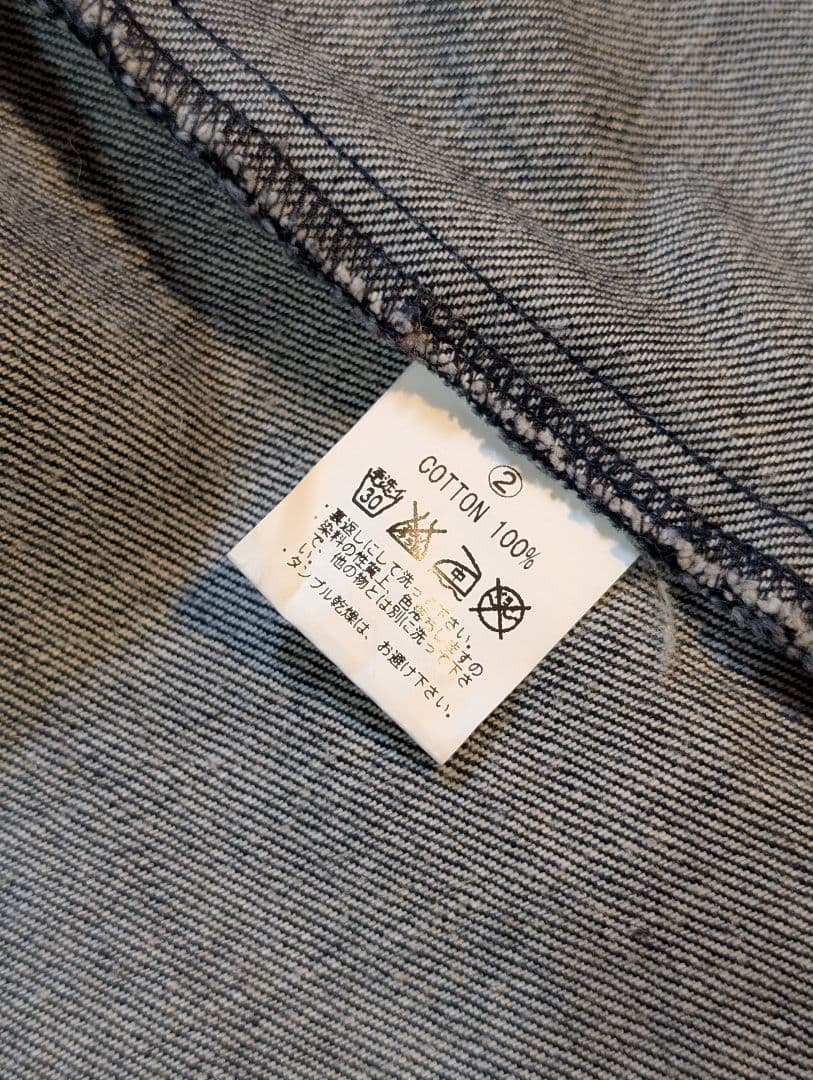 ②
COTTON 100%
手洗イ
30
中
・裏返しにして洗って下さい。
・染料の性質上、色落ちしますの
で、他の物とは別に洗って下さ
い。
・タンブル乾燥は、お避け下さい。